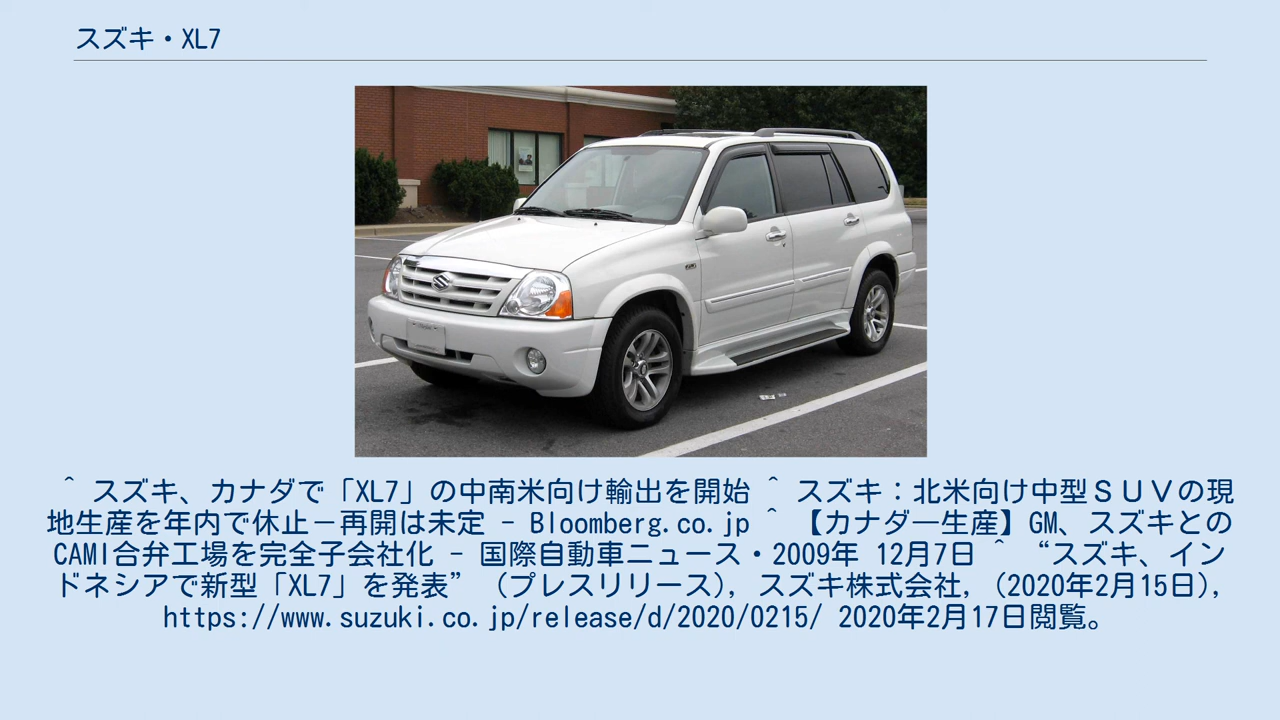 スズキ・XL7
^ スズキ、カナダで「XL7」の中南米向け輸出を開始 ^ スズキ：北米向け中型ＳＵＶの現
地生産を年内で休止－再開は未定 - Bloomberg.co.jp ^ 【カナダ―生産】GM、スズキとの
CAMI合弁工場を完全子会社化 - 国際自動車ニュース・2009年 12月7日 ^ “スズキ、イン
ドネシアで新型「XL7」を発表” (プレスリリース), スズキ株式会社, (2020年2月15日),
https://www.suzuki.co.jp/release/d/2020/0215/ 2020年2月17日閲覧。